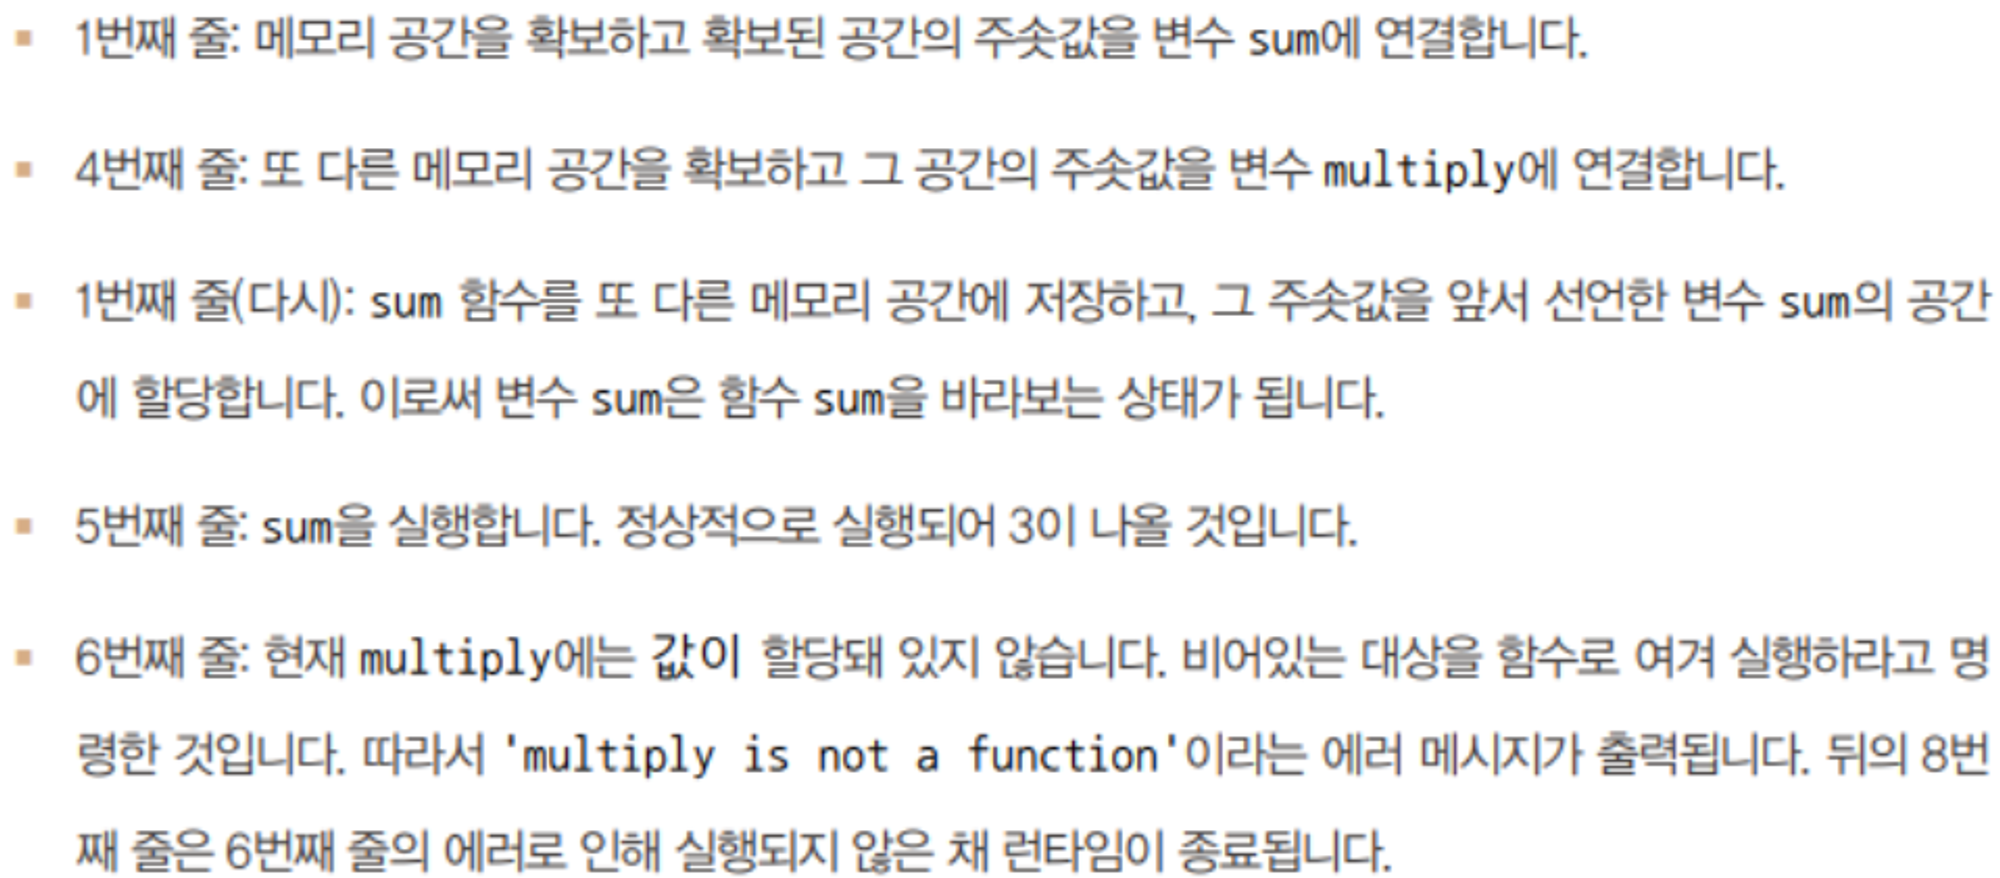 ▪ 1번째 줄: 메모리 공간을 확보하고 확보된 공간의 주솟값을 변수 sum에 연결합니다.
▪ 4번째 줄: 또 다른 메모리 공간을 확보하고 그 공간의 주솟값을 변수 multiply에 연결합니다.
▪ 1번째 줄(다시): sum 함수를 또 다른 메모리 공간에 저장하고, 그 주솟값을 앞서 선언한 변수 sum의 공간
에 할당합니다. 이로써 변수 sum은 함수 sum을 바라보는 상태가 됩니다.
▪ 5번째 줄: sum을 실행합니다. 정상적으로 실행되어 3이 나올 것입니다.
▪ 6번째 줄: 현재 multiply에는 값이 할당돼 있지 않습니다. 비어있는 대상을 함수로 여겨 실행하라고 명
령한 것입니다. 따라서 'multiply is not a function'이라는 에러 메시지가 출력됩니다. 뒤의 8번
째 줄은 6번째 줄의 에러로 인해 실행되지 않은 채 런타임이 종료됩니다.